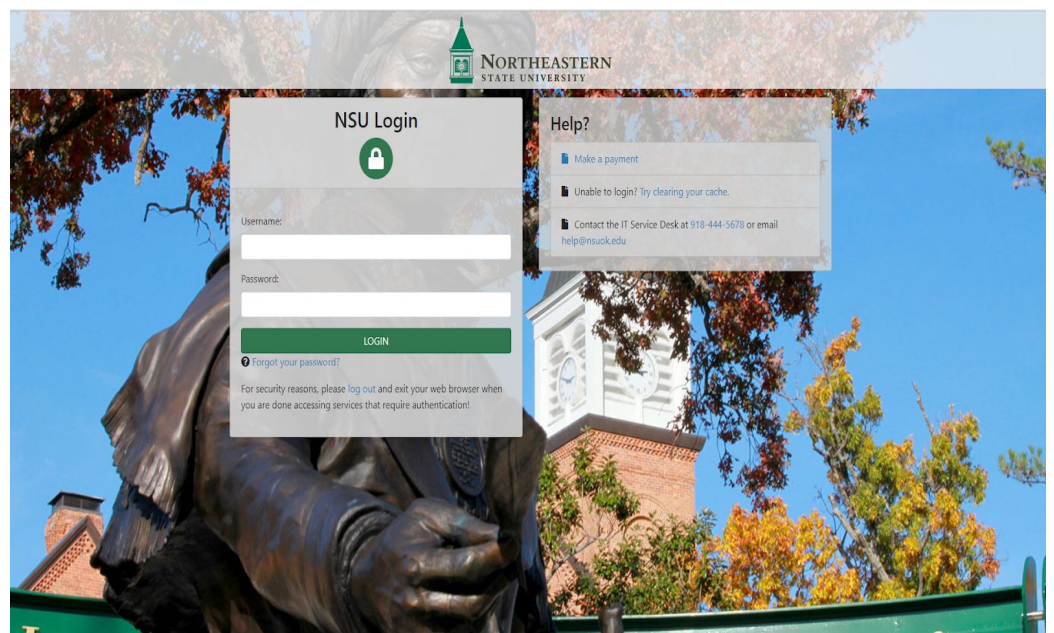 NORTHEASTERN
STATE UNIVERSITY
NSU Login
Username:
Password:
LOGIN
Forgot your password?
For security reasons, please log out and exit your web browser when
you are done accessing services that require authentication!
Help?
Make a payment
Unable to login? Try clearing your cache.
Contact the IT Service Desk at 918-444-5678 or email
help@nsuok.edu